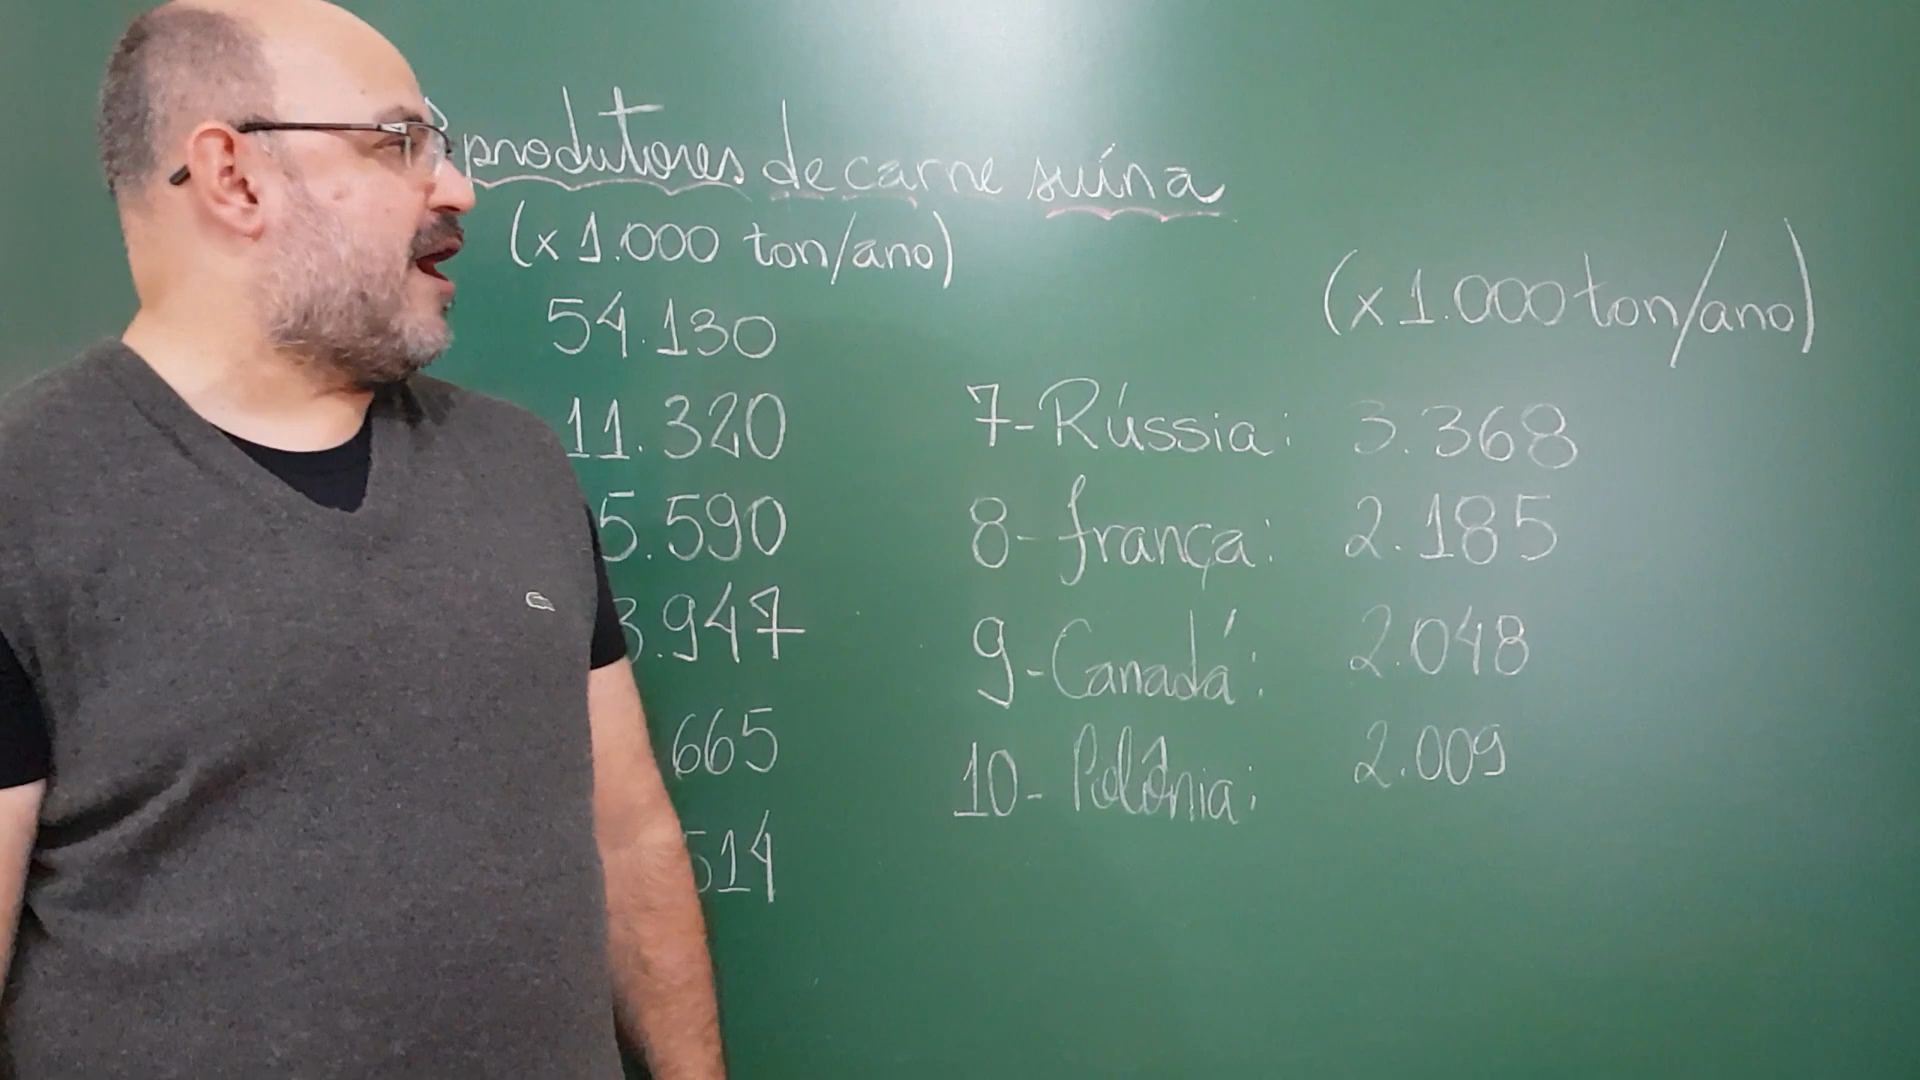 produtores de carne suína
(x 1.000 ton/ano)
54.130
11.320
5.590
3.947
665
514
(x 1.000 ton/ano)
7-Rússia: 3.368
8-frança: 2.185
9-Canadá: 2.048
10-Polônia: 2.009